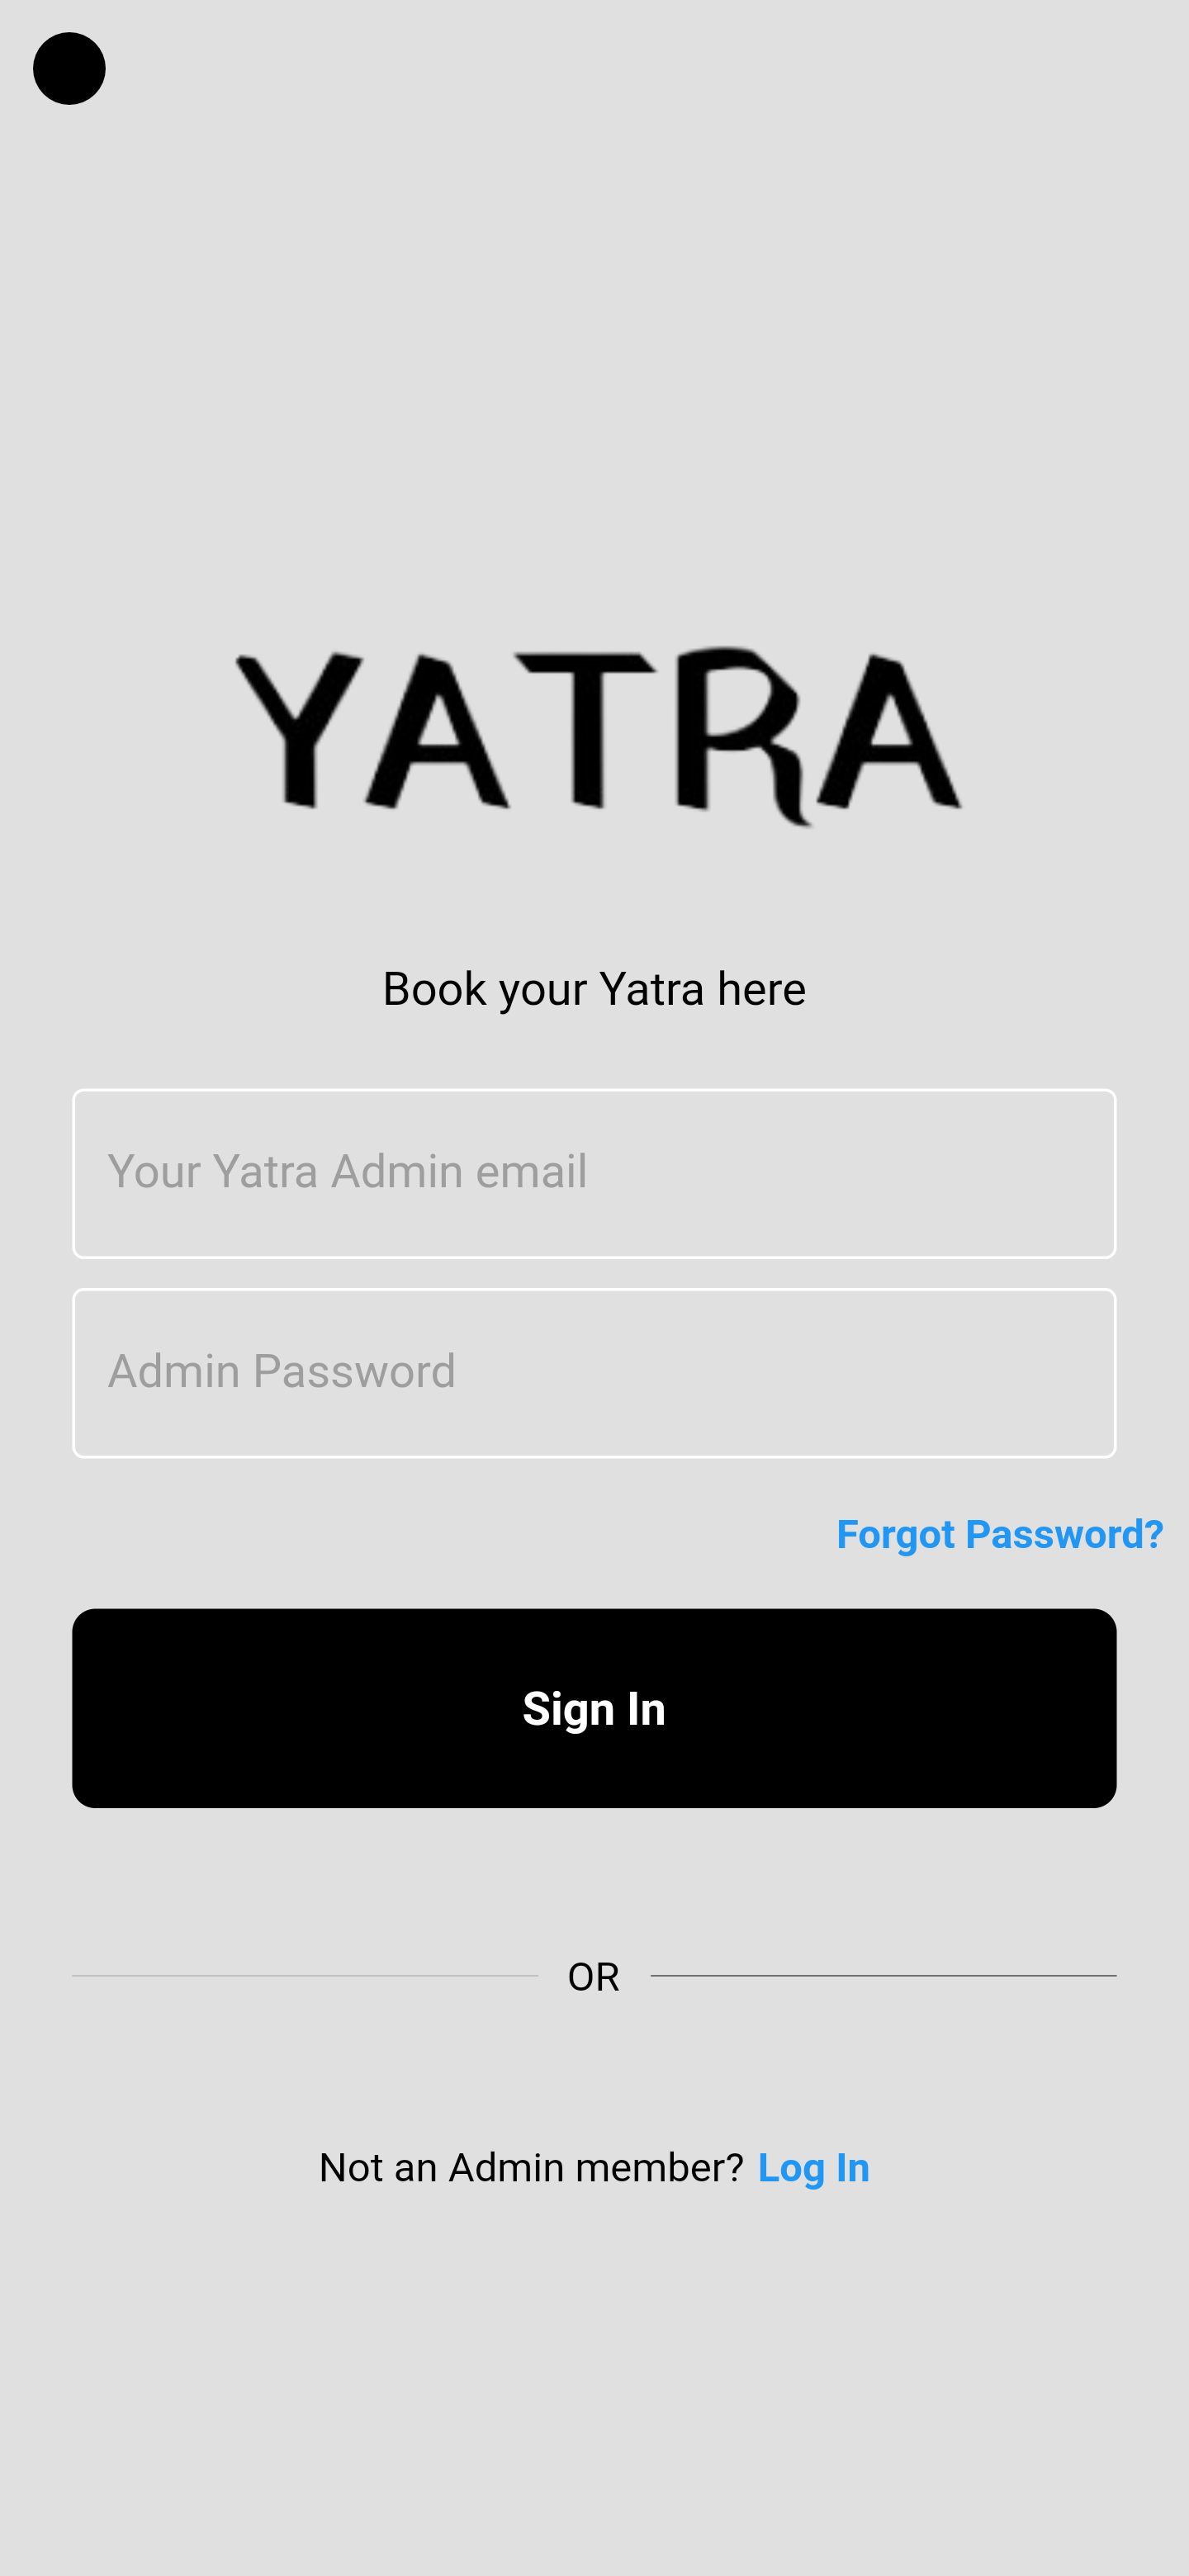 YATRA
Book your Yatra here
Your Yatra Admin email
Admin Password
Forgot Password?
Sign In
OR
Not an Admin member? Log In